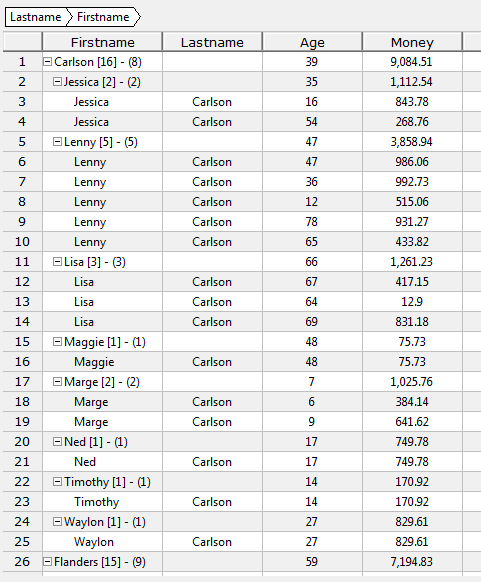 Lastname Firstname
Firstname Lastname Age Money
1 Carlson [16] - (8) 39 9,084.51
2 Jessica [2] - (2) 35 1,112.54
3 Jessica Carlson 16 843.78
4 Jessica Carlson 54 268.76
5 Lenny [5] - (5) 47 3,858.94
6 Lenny Carlson 47 986.06
7 Lenny Carlson 36 992.73
8 Lenny Carlson 12 515.06
9 Lenny Carlson 78 931.27
10 Lenny Carlson 65 433.82
11 Lisa [3] - (3) 66 1,261.23
12 Lisa Carlson 67 417.15
13 Lisa Carlson 64 12.9
14 Lisa Carlson 69 831.18
15 Maggie [1] - (1) 48 75.73
16 Maggie Carlson 48 75.73
17 Marge [2] - (2) 7 1,025.76
18 Marge Carlson 6 384.14
19 Marge Carlson 9 641.62
20 Ned [1] - (1) 17 749.78
21 Ned Carlson 17 749.78
22 Timothy [1] - (1) 14 170.92
23 Timothy Carlson 14 170.92
24 Waylon [1] - (1) 27 829.61
25 Waylon Carlson 27 829.61
26 Flanders [15] - (9) 59 7,194.83